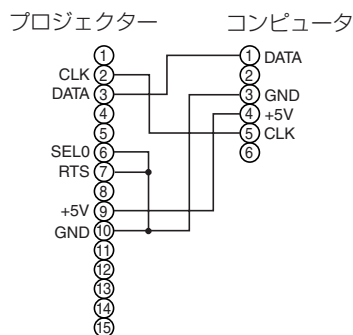 プロジェクター
コンピュータ
1
CLK 2
DATA 3
4
5
SEL0 6
RTS 7
8
+5V 9
GND 10
11
12
13
14
15
1 DATA
2
3 GND
4 +5V
5 CLK
6